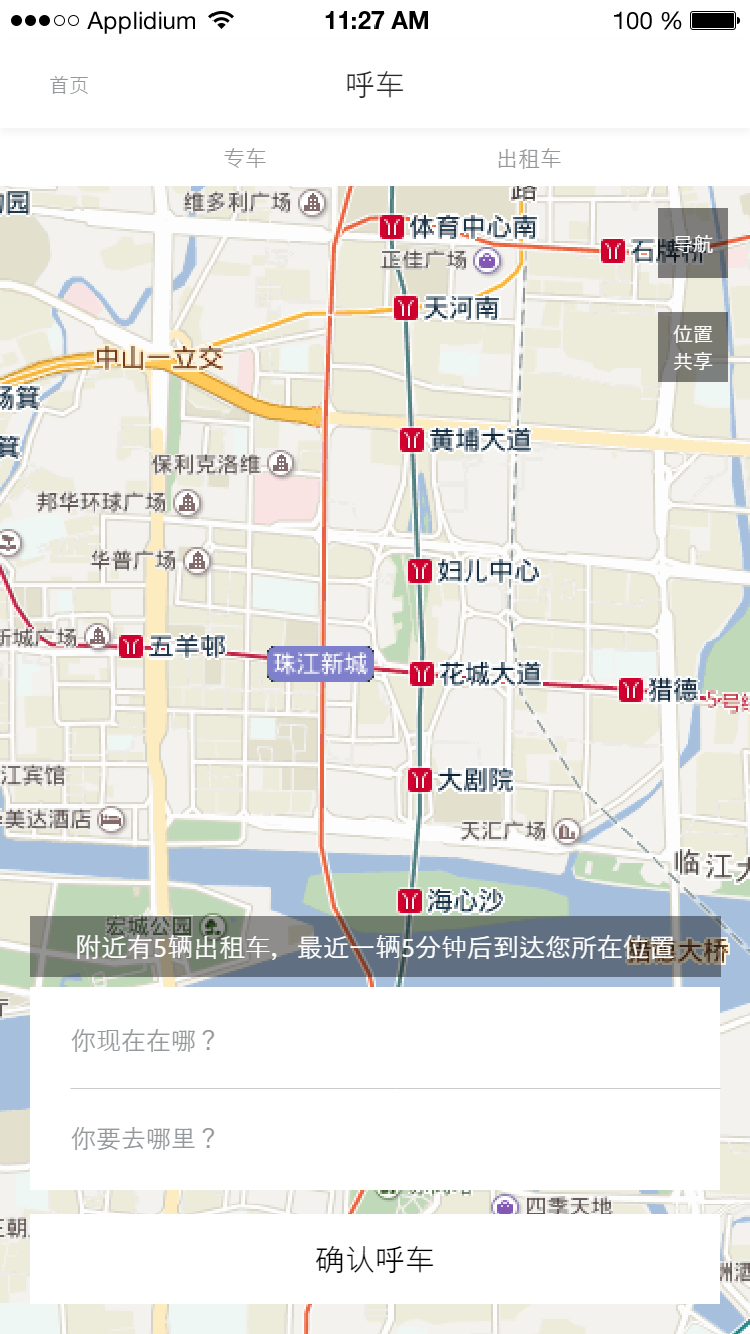 Applidium 11:27 AM 100 %
首页 呼车
专车 出租车
维多利广场
体育中心南
石牌桥
导航
正佳广场
天河南
位置
共享
中山一立交
黄埔大道
保利克洛维
邦华环球广场
华普广场
妇儿中心
新城广场
五羊邨
珠江新城
花城大道
猎德
5号
江宾馆
大剧院
美达酒店
天汇广场
临江大
海心沙
宏城公园
附近有5辆出租车，最近一辆5分钟后到达您所在位置
猎德大桥
你现在在哪？
你要去哪里？
四季天地
确认呼车